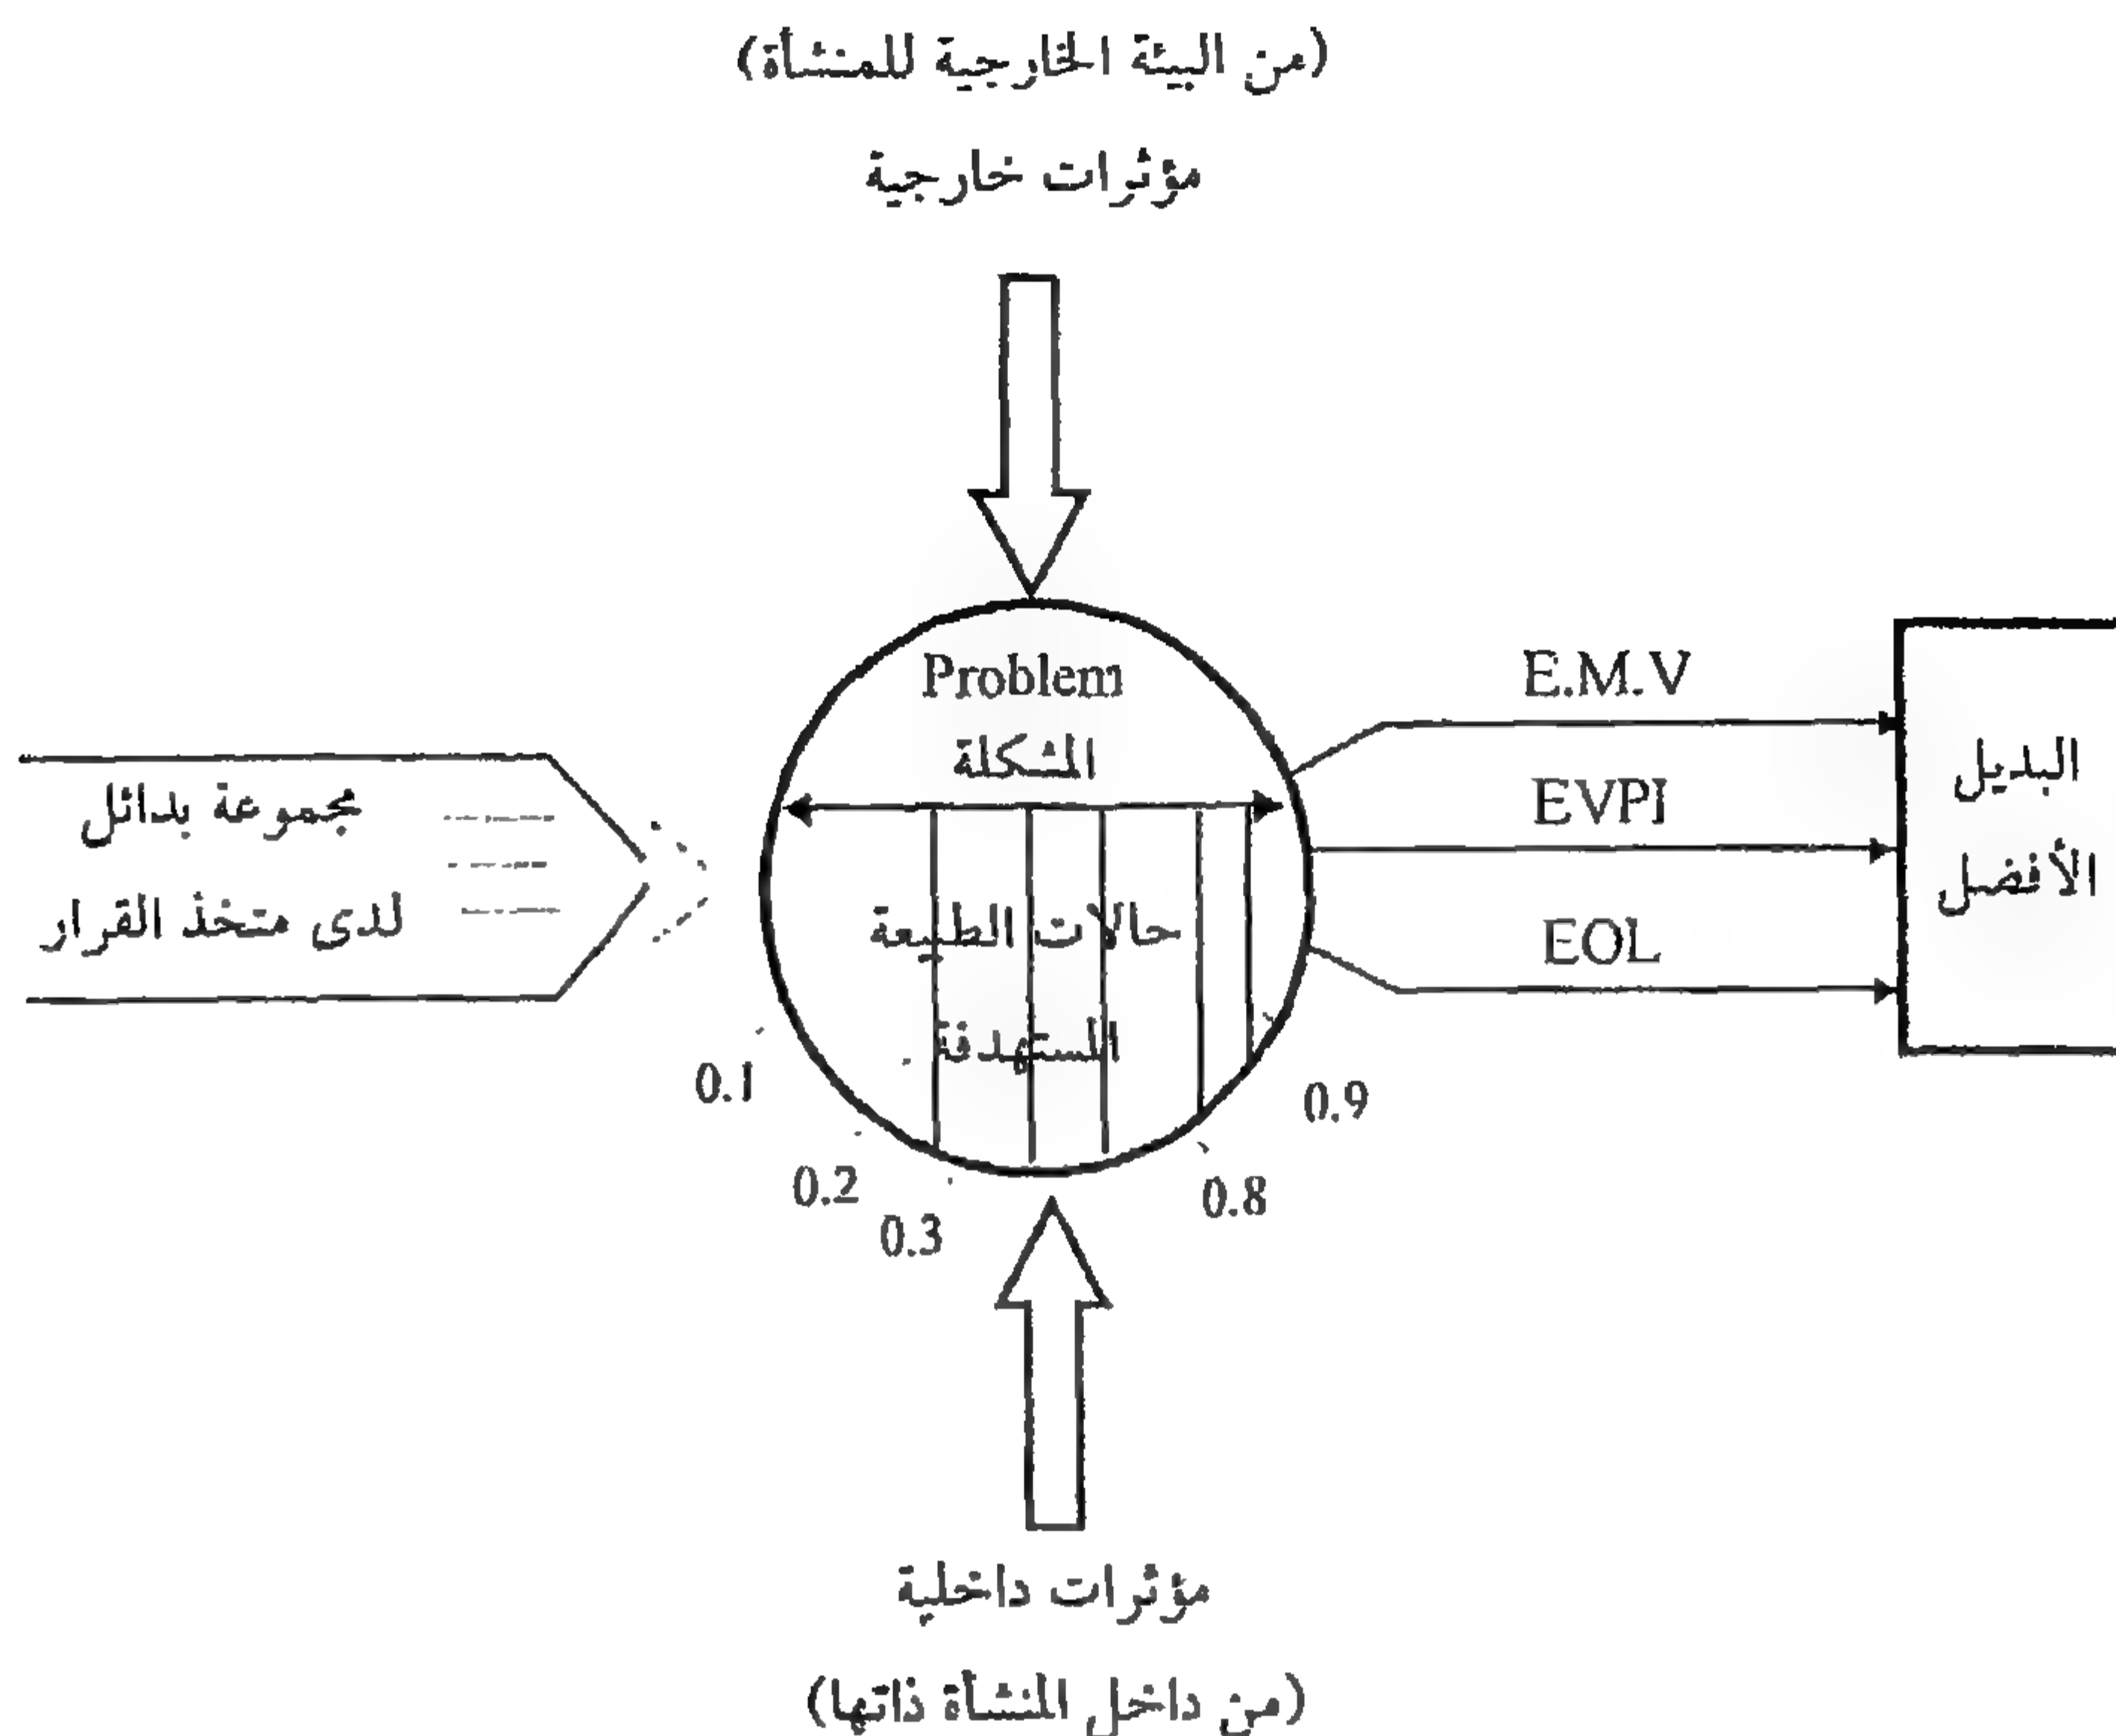 (من البيئة الخارجية للمنشأة)
مؤثرات خارجية
Problem
المشكلة
حالات الطبيعة
المستهدفة
مجموعة بدائل
لدى متخذ القرار
E.M.V
EVPI
EOL
البديل
الأفضل
0.1
0.2
0.3
0.8
0.9
مؤثرات داخلية
(من داخل المنشأة ذاتها)